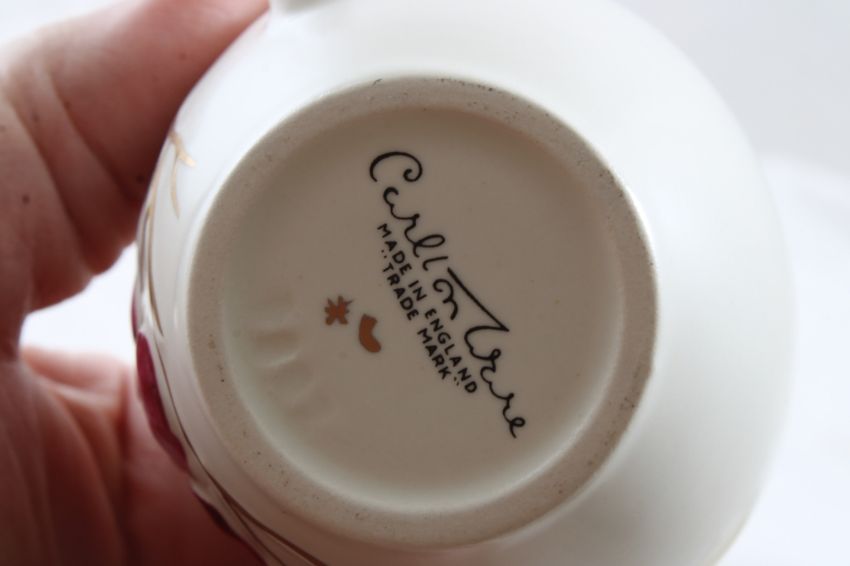 Carlton Ware
MADE IN ENGLAND
"TRADE MARK"